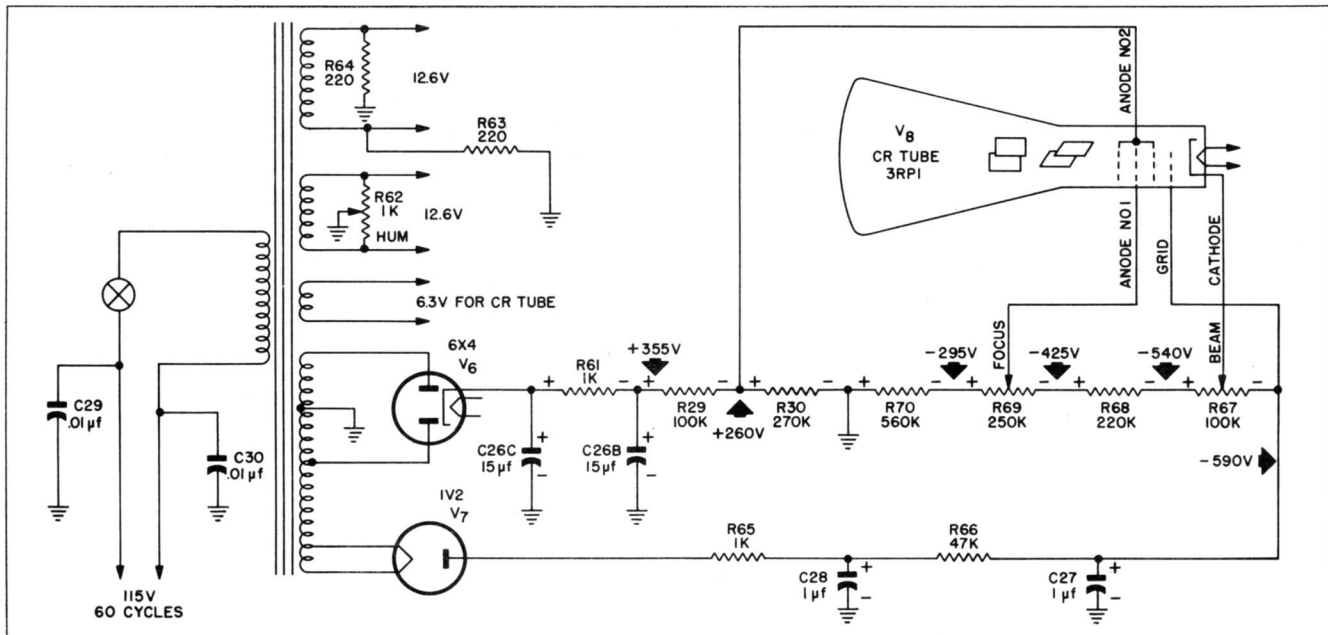 R64
220
12.6V
R63
220
R62
1K
HUM
12.6V
6.3V FOR CR TUBE
6X4
V6
C29
.01µf
C30
.01µf
115V
60 CYCLES
1V2
V7
R61
1K
+355V
C26C
15µf
C26B
15µf
+ - + - + - + - + - + - + -
+ - + -
R29
100K
+260V
R30
270K
R70
560K
-295V
FOCUS
R69
250K
-425V
R68
220K
-540V
BEAM
R67
100K
-590V
V8
CR TUBE
3RP1
ANODE NO2
ANODE NO1
GRID
CATHODE
R65
1K
C28
1µf
+ -
R66
47K
C27
1µf
+ -